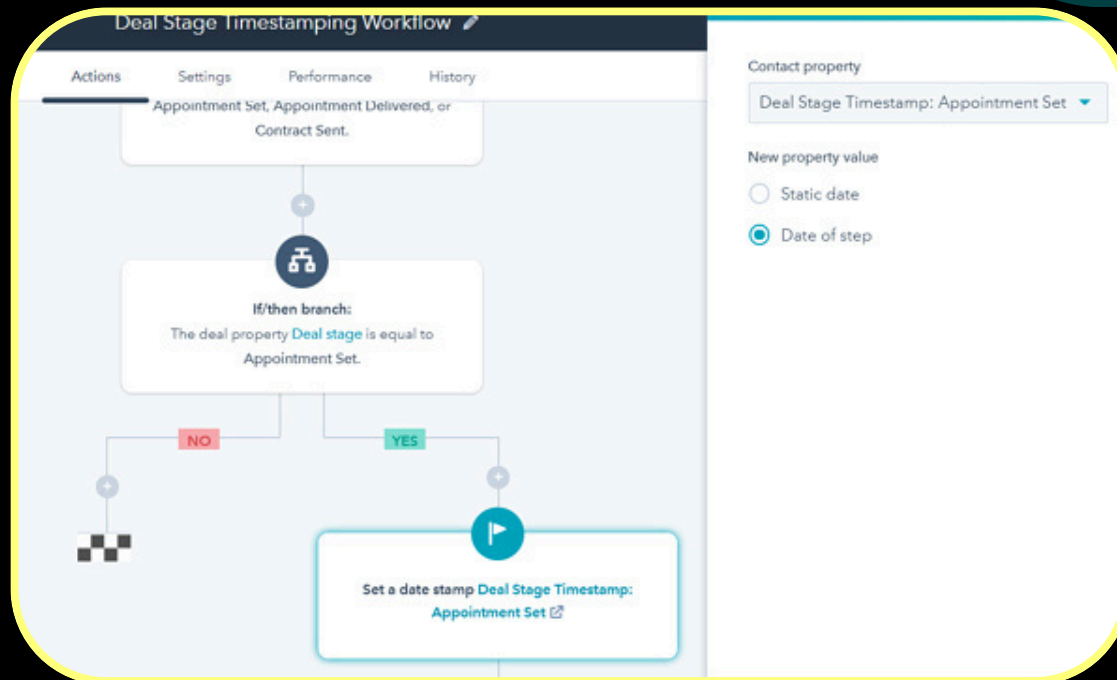 Deal Stage Timestamping Workflow
Actions
Settings
Performance
History
Appointment Set, Appointment Delivered, or
Contract Sent.
If/then branch:
The deal property Deal stage is equal to
Appointment Set.
NO
YES
Set a date stamp Deal Stage Timestamp:
Appointment Set
Contact property
Deal Stage Timestamp: Appointment Set
New property value
Static date
Date of step